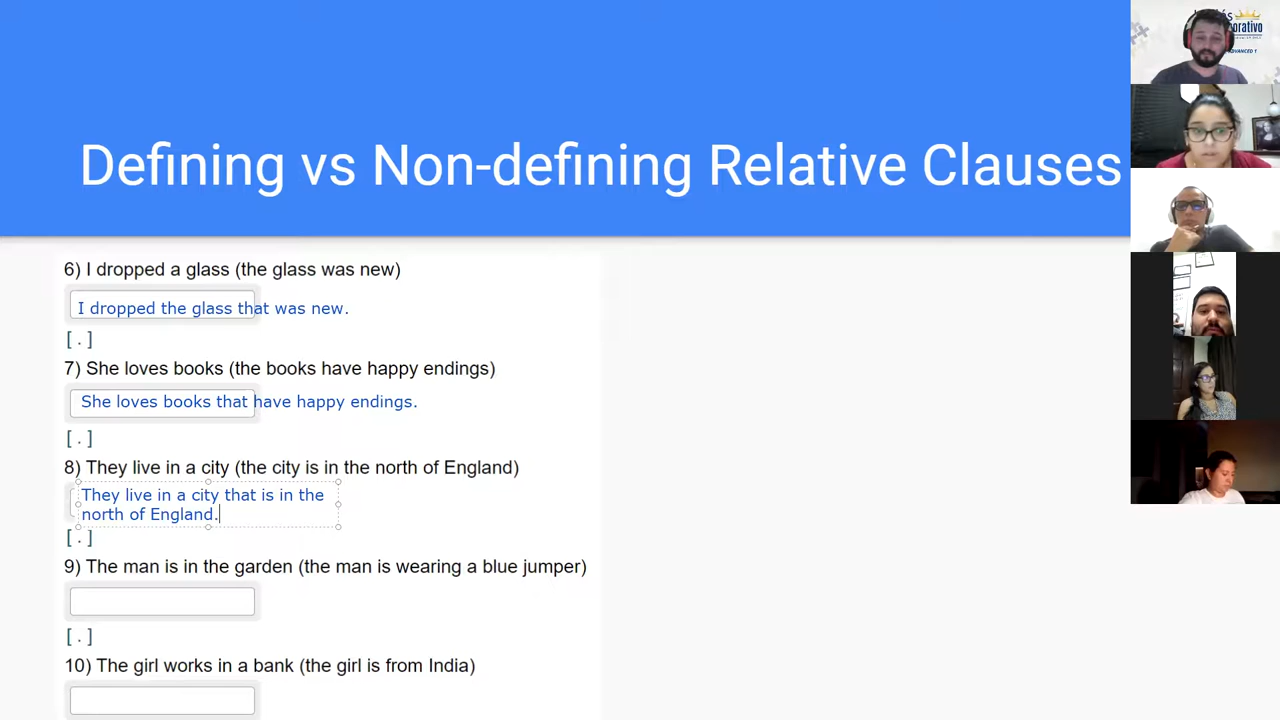 Defining vs Non-defining Relative Clauses
6) I dropped a glass (the glass was new)
I dropped the glass that was new.
[ . ]
7) She loves books (the books have happy endings)
She loves books that have happy endings.
[ . ]
8) They live in a city (the city is in the north of England)
They live in a city that is in the
north of England.
[ . ]
9) The man is in the garden (the man is wearing a blue jumper)
[ . ]
10) The girl works in a bank (the girl is from India)
ADVANCED 1